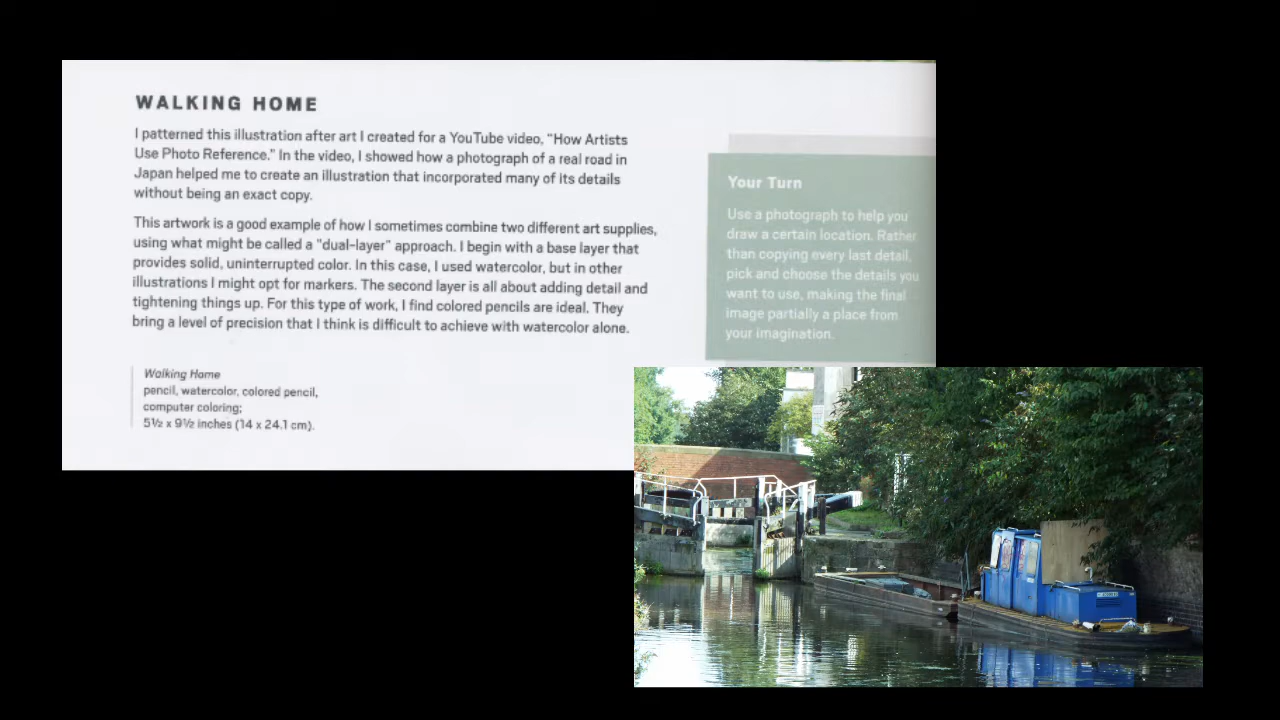 WALKING HOME
I patterned this illustration after art I created for a YouTube video, "How Artists
Use Photo Reference." In the video, I showed how a photograph of a real road in
Japan helped me to create an illustration that incorporated many of its details
without being an exact copy.
This artwork is a good example of how I sometimes combine two different art supplies,
using what might be called a "dual-layer" approach. I begin with a base layer that
provides solid, uninterrupted color. In this case, I used watercolor, but in other
illustrations I might opt for markers. The second layer is all about adding detail and
tightening things up. For this type of work, I find colored pencils are ideal. They
bring a level of precision that I think is difficult to achieve with watercolor alone.
Walking Home
pencil, watercolor, colored pencil,
computer coloring;
5½ x 9½ inches (14 x 24.1 cm).
Your Turn
Use a photograph to help you
draw a certain location. Rather
than copying every last detail,
pick and choose the details you
want to use, making the final
image partially a place from
your imagination.